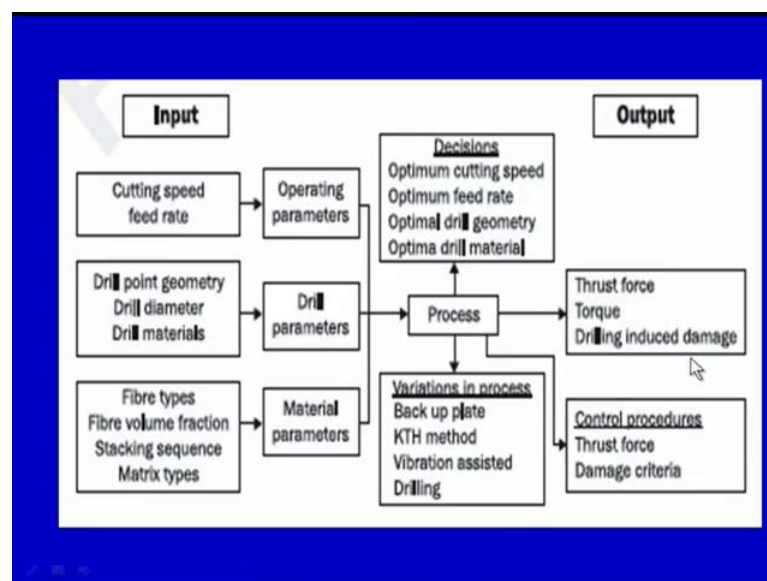 Input
Output
Cutting speed
feed rate
Operating
parameters
Decisions
Optimum cutting speed
Optimum feed rate
Optimal drill geometry
Optima drill material
Drill point geometry
Drill diameter
Drill materials
Drill
parameters
Process
Thrust force
Torque
Drilling induced damage
Fibre types
Fibre volume fraction
Stacking sequence
Matrix types
Material
parameters
Variations in process
Back up plate
KTH method
Vibration assisted
Drilling
Control procedures
Thrust force
Damage criteria